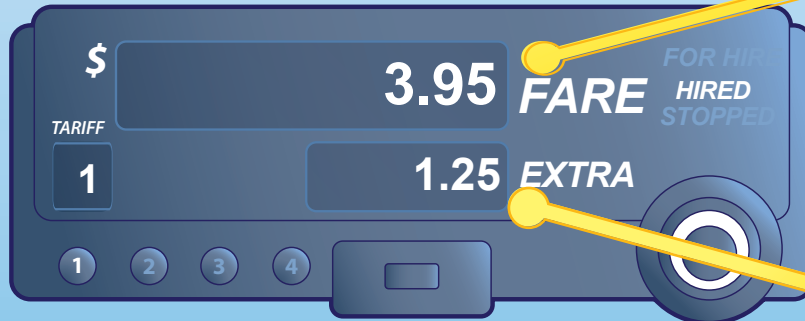 $ 3.95 FARE
FOR HIRE
HIRED
STOPPED
TARIFF
1
1.25 EXTRA
1 2 3 4